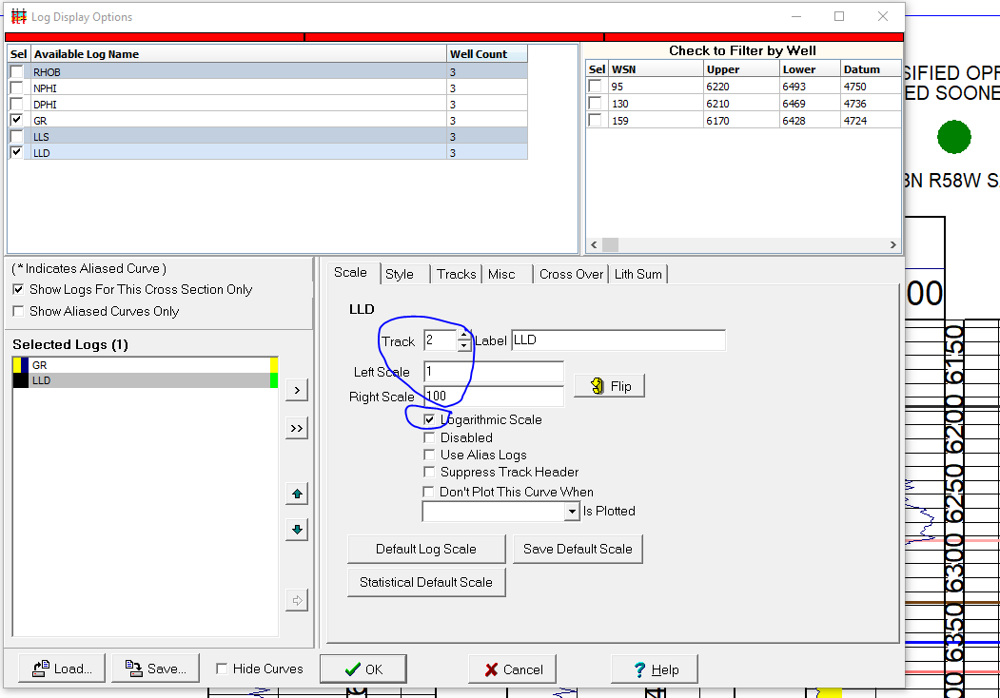 Log Display Options
Sel Available Log Name Well Count
RHOB 3
NPHI 3
DPHI 3
GR 3
LLS 3
LLD 3
Check to Filter by Well
Sel WSN Upper Lower Datum
95 6220 6493 4750
130 6210 6469 4736
159 6170 6428 4724
(* Indicates Aliased Curve )
Show Logs For This Cross Section Only
Show Aliased Curves Only
Selected Logs (1)
GR
LLD
>
>>
Scale Style Tracks Misc Cross Over Lith Sum
LLD
Track 2 Label LLD
Left Scale 1
Right Scale 100
Flip
Logarithmic Scale
Disabled
Use Alias Logs
Suppress Track Header
Don't Plot This Curve When
Is Plotted
Default Log Scale Save Default Scale
Statistical Default Scale
Load... Save... Hide Curves OK Cancel ? Help
SIFIED OPF
ED SOONE
3N R58W S
00
6150
6200
6250
6300
6350